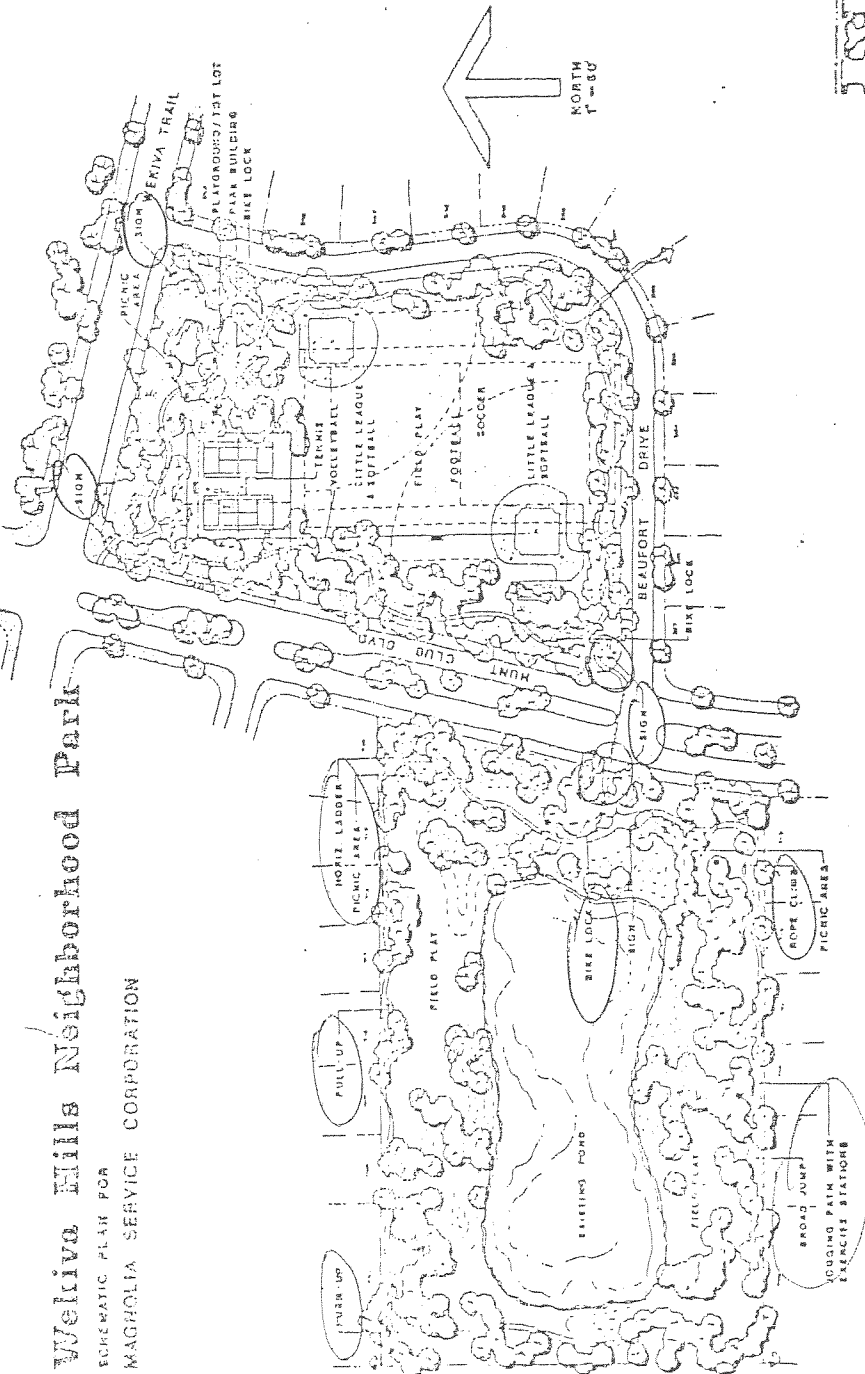 Wekiva Hills Neighborhood Park
SCHEMATIC PLAN FOR
MAGNOLIA SERVICE CORPORATION
PUSH-UP
PULL-UP
HORIZ LADDER
PICNIC AREA
FIELD PLAY
EXISTING POND
BIKE LOCK
SIGN
FIELD PLAY
BROAD JUMP
JOGGING PATH WITH
EXERCISE STATIONS
ROPE CLIMB
PICNIC AREA
HUNT CLUB BLVD
SIGN
SIGN
PICNIC
AREA
SIGN
WEKIVA TRAIL
PLAYGROUND/TOT LOT
PARK BUILDING
BIKE LOCK
TENNIS
VOLLEYBALL
LITTLE LEAGUE
& SOFTBALL
FIELD PLAY
FOOTBALL
SOCCER
LITTLE LEAGUE &
SOFTBALL
BEAUFORT DRIVE
BIKE LOCK
NORTH
1" = 80'